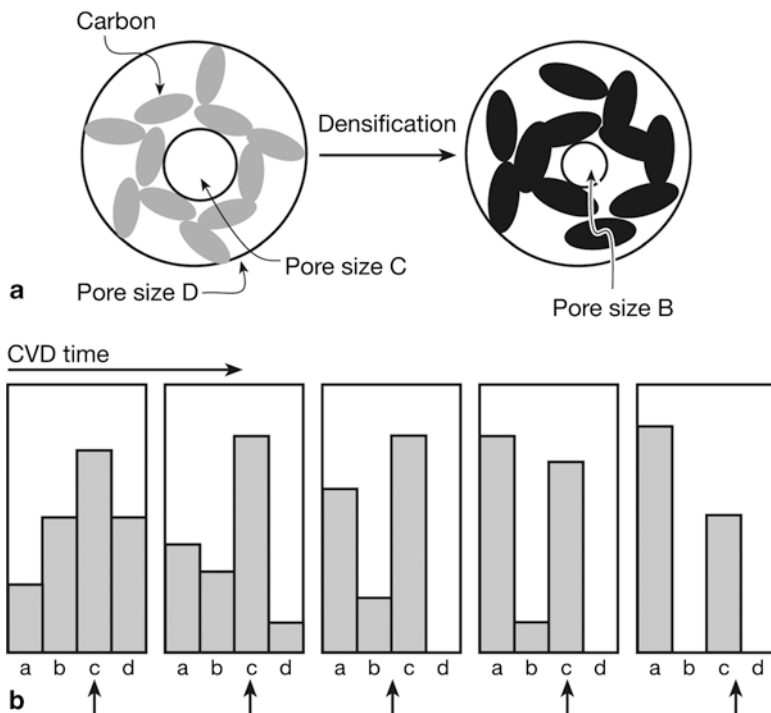 Carbon
Densification
Pore size C
Pore size D
Pore size B
a
CVD time
a b c d
a b c d
a b c d
a b c d
a b c d
b